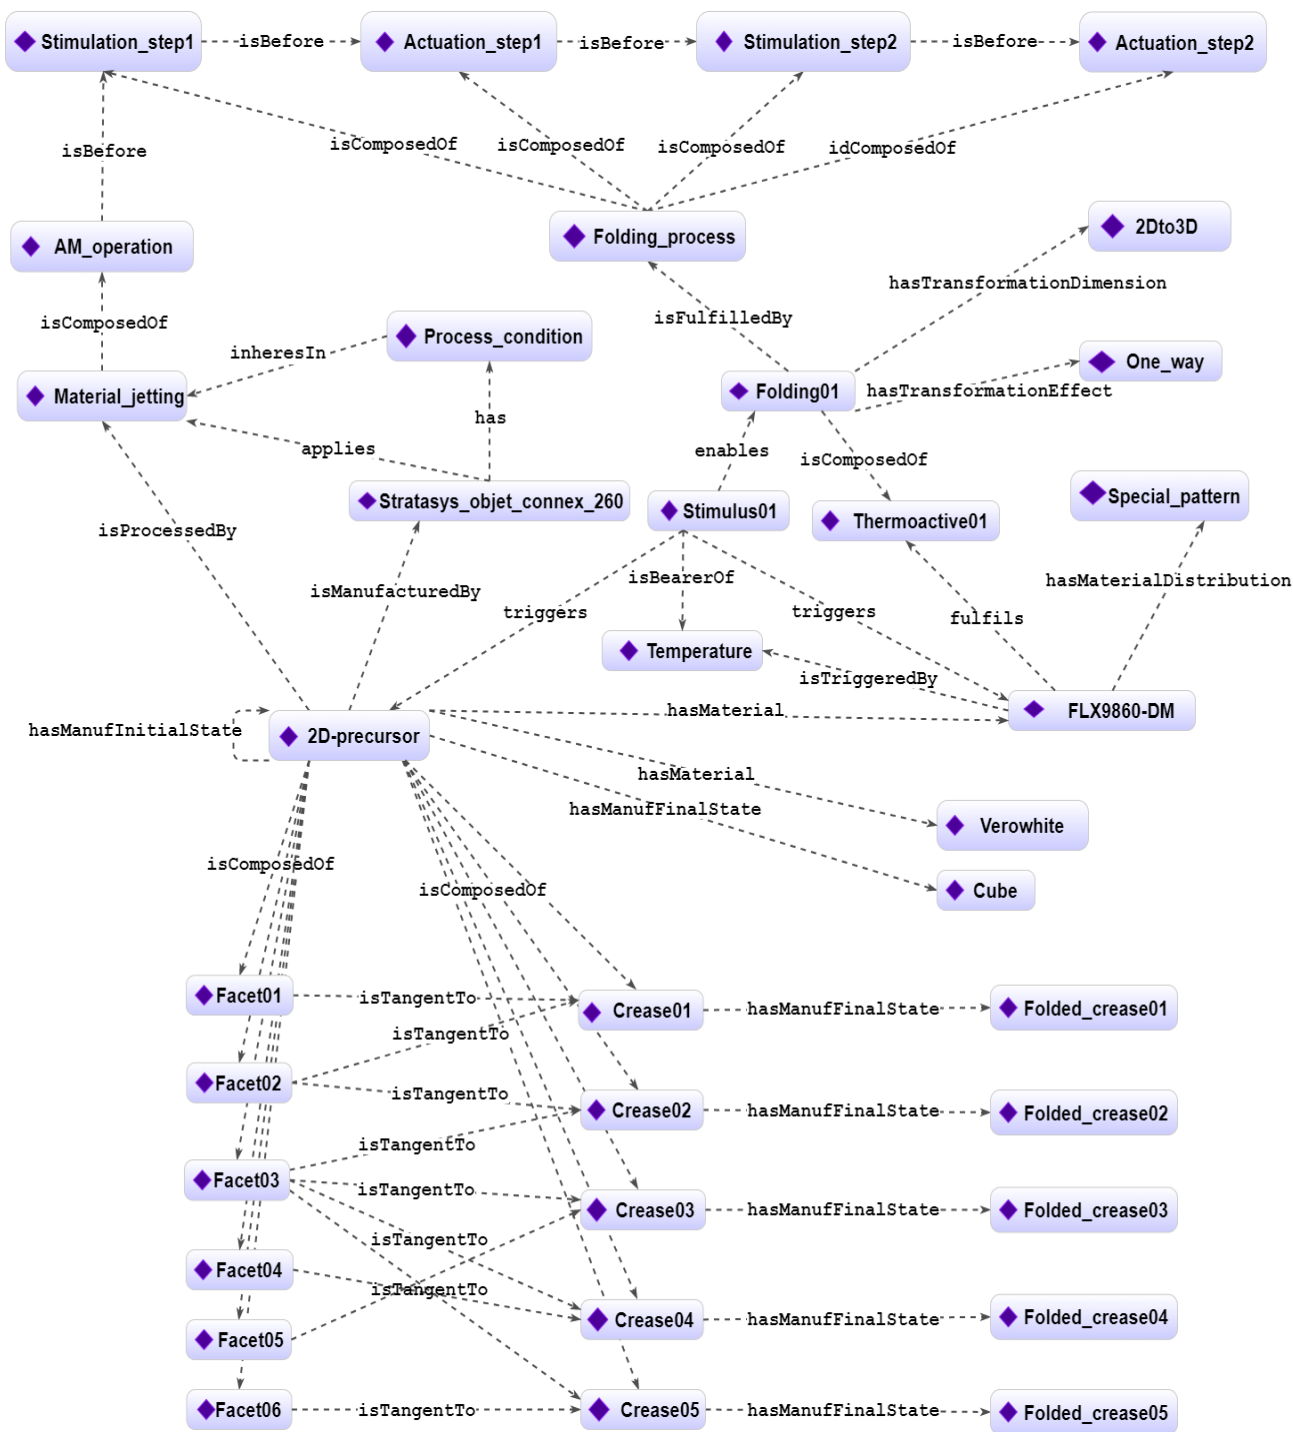 Stimulation_step1
isBefore
Actuation_step1
isBefore
Stimulation_step2
isBefore
Actuation_step2
isBefore
isComposedOf
isComposedOf
isComposedOf
idComposedOf
AM_operation
Folding_process
2Dto3D
isComposedOf
isFulfilledBy
hasTransformationDimension
inheresIn
Process_condition
Material_jetting
Folding01
One_way
hasTransformationEffect
has
applies
enables
isComposedOf
Stratasys_objet_connex_260
Stimulus01
Thermoactive01
Special_pattern
isProcessedBy
isManufacturedBy
isBearerOf
hasMaterialDistribution
triggers
triggers
fulfils
Temperature
isTriggeredBy
hasManufInitialState
2D-precursor
hasMaterial
FLX9860-DM
hasMaterial
hasManufFinalState
Verowhite
isComposedOf
isComposedOf
Cube
Facet01
isTangentTo
Crease01
hasManufFinalState
Folded_crease01
isTangentTo
Facet02
isTangentTo
Crease02
hasManufFinalState
Folded_crease02
isTangentTo
Facet03
isTangentTo
Crease03
hasManufFinalState
Folded_crease03
isTangentTo
Facet04
isTangentTo
Crease04
hasManufFinalState
Folded_crease04
Facet05
Facet06
isTangentTo
Crease05
hasManufFinalState
Folded_crease05